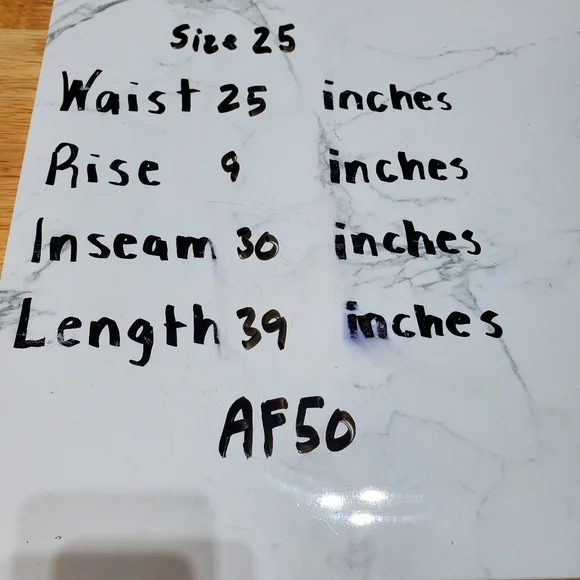 Size 25
Waist 25 inches
Rise 9 inches
Inseam 30 inches
Length 39 inches
AF50